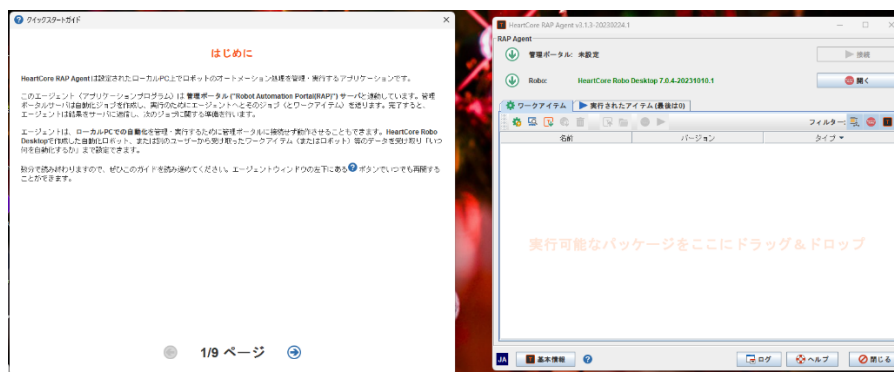 クイックスタートガイド
はじめに
HeartCore RAP Agentは設定されたローカルPC上でロボットのオートメーション処理を管理・実行するアプリケーションです。
このエージェント（アプリケーションプログラム）は 管理ポータル ("Robot Automation Portal(RAP)") サーバと連動しています。管理
ポータルサーバは自動化ジョブを作成し、実行のためにエージェントへとそのジョブ（とワークアイテム）を送ります。完了すると、
エージェントは結果をサーバに送信し、次のジョブに関する準備を行います。
エージェントは、ローカルPCでの自動化を管理・実行するために管理ポータルに接続せず動作させることもできます。HeartCore Robo
Desktopで作成した自動化ロボット、または別のユーザーから受け取ったワークアイテム（またはロボット）等のデータを受け取り「いつ
何を自動化するか」まで設定できます。
数分で読み終わりますので、ぜひこのガイドを読み進めてください。エージェントウィンドウの左下にある ボタンでいつでも再開する
ことができます。
1/9 ページ
HeartCore RAP Agent v3.1.3-20230224.1
RAP Agent
管理ポータル: 未設定
接続
Robo: HeartCore Robo Desktop 7.0.4-20231010.1
開く
ワークアイテム 実行されたアイテム(最後は0)
フィルター:
名前 バージョン タイプ
実行可能なパッケージをここにドラッグ＆ドロップ
JA 基本情報 ログ ヘルプ 閉じる